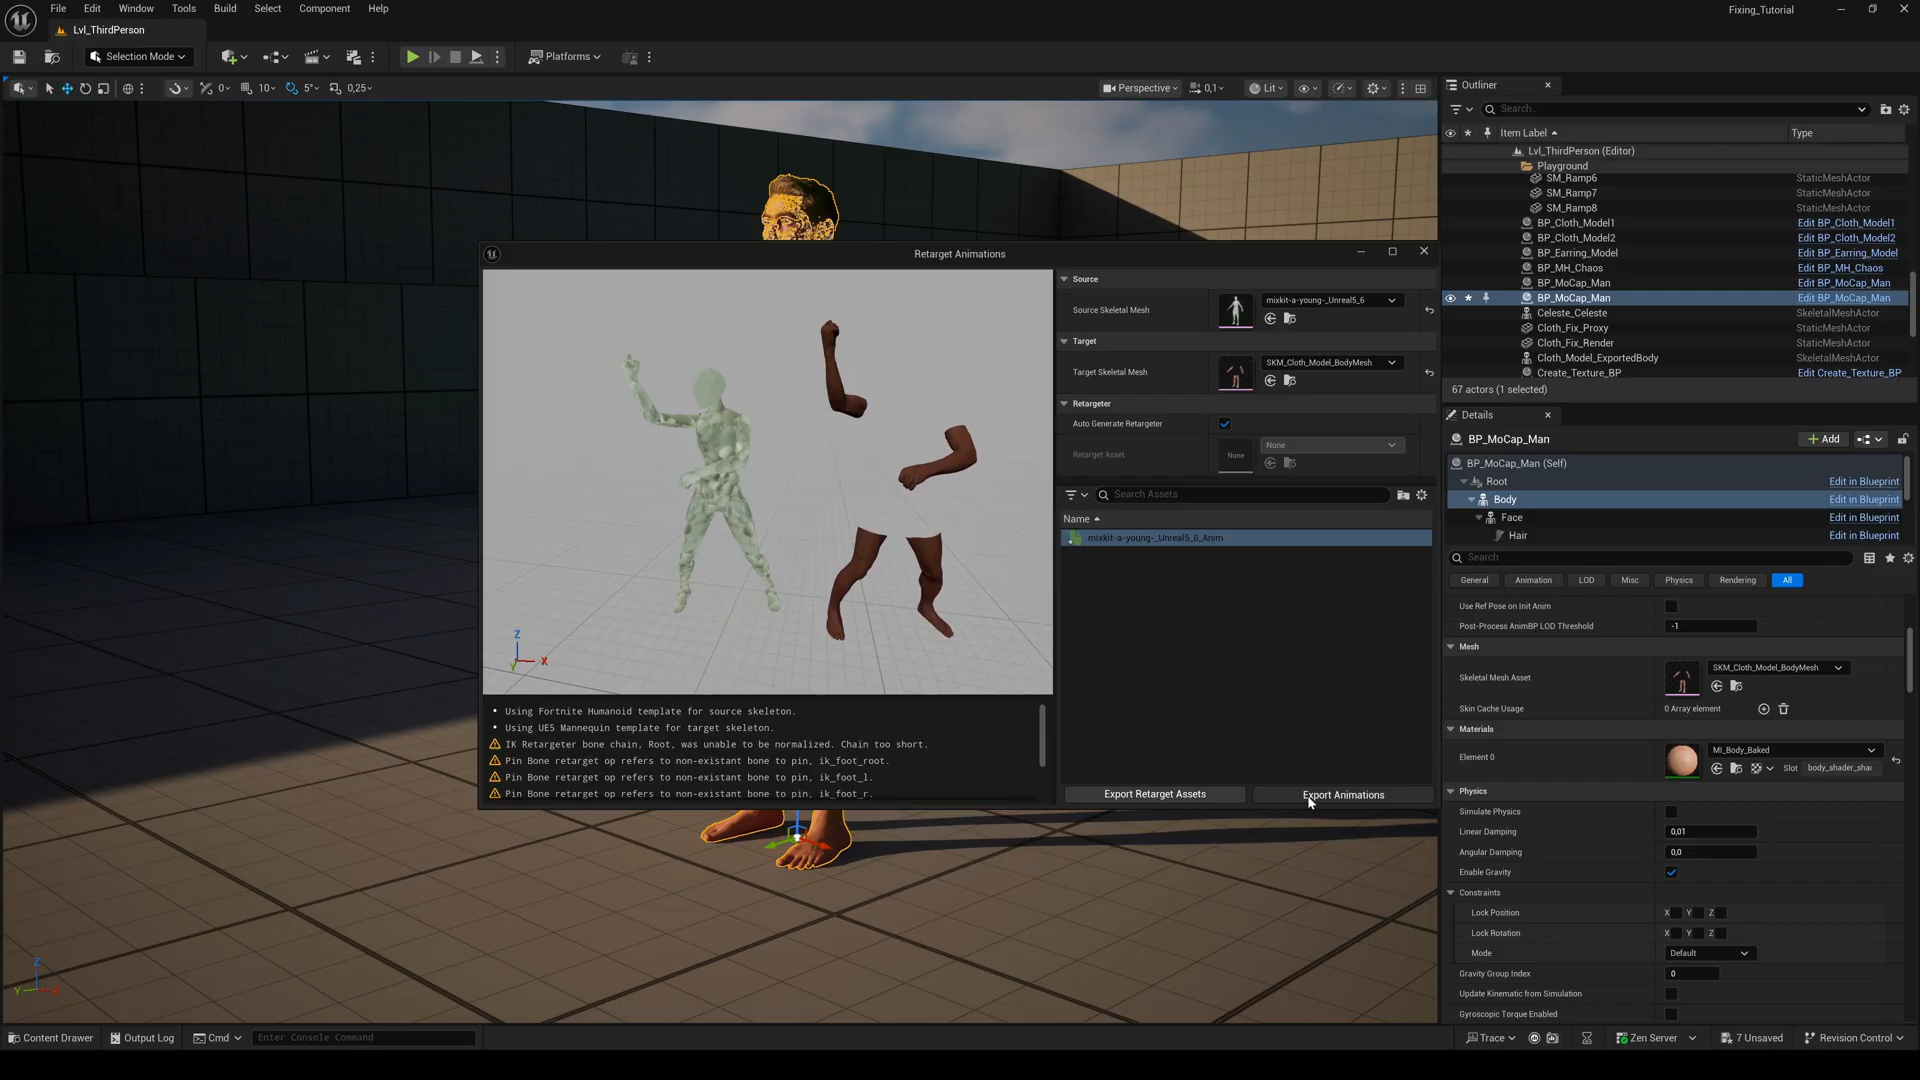 File Edit Window Tools Build Select Component Help
Fixing_Tutorial
Lvl_ThirdPerson
Selection Mode
Platforms
0
10
5°
0,25
Perspective
0,1
Lit
Outliner
Search...
Item Label
Type
Lvl_ThirdPerson (Editor)
Playground
SM_Ramp6 StaticMeshActor
SM_Ramp7 StaticMeshActor
SM_Ramp8 StaticMeshActor
BP_Cloth_Model1 Edit BP_Cloth_Model1
BP_Cloth_Model2 Edit BP_Cloth_Model2
BP_Earring_Model Edit BP_Earring_Model
BP_MH_Chaos Edit BP_MH_Chaos
BP_MoCap_Man Edit BP_MoCap_Man
BP_MoCap_Man Edit BP_MoCap_Man
Celeste_Celeste SkeletalMeshActor
Cloth_Fix_Proxy StaticMeshActor
Cloth_Fix_Render StaticMeshActor
Cloth_Model_ExportedBody SkeletalMeshActor
Create_Texture_BP Edit Create_Texture_BP
67 actors (1 selected)
Retarget Animations
Z
X
Y
Using Fortnite Humanoid template for source skeleton.
Using UE5 Mannequin template for target skeleton.
IK Retargeter bone chain, Root, was unable to be normalized. Chain too short.
Pin Bone retarget op refers to non-existant bone to pin, ik_foot_root.
Pin Bone retarget op refers to non-existant bone to pin, ik_foot_l.
Pin Bone retarget op refers to non-existant bone to pin, ik_foot_r.
Source
Source Skeletal Mesh
mixkit-a-young-_Unreal5_6
Target
Target Skeletal Mesh
SKM_Cloth_Model_BodyMesh
Retargeter
Auto Generate Retargeter
Retarget Asset
None
None
Search Assets
Name
mixkit-a-young-_Unreal5_6_Anim
Export Retarget Assets
Export Animations
Details
BP_MoCap_Man
Add
BP_MoCap_Man (Self)
Root Edit in Blueprint
Body Edit in Blueprint
Face Edit in Blueprint
Hair Edit in Blueprint
Search
General Animation LOD Misc Physics Rendering All
Use Ref Pose on Init Anim
Post-Process AnimBP LOD Threshold -1
Mesh
Skeletal Mesh Asset
SKM_Cloth_Model_BodyMesh
Skin Cache Usage 0 Array element
Materials
Element 0
MI_Body_Baked
Slot body_shader_sha
Physics
Simulate Physics
Linear Damping 0,01
Angular Damping 0,0
Enable Gravity
Constraints
Lock Position X Y Z
Lock Rotation X Y Z
Mode Default
Gravity Group Index 0
Update Kinematic from Simulation
Gyroscopic Torque Enabled
Z
Y
X
Content Drawer
Output Log
Cmd
Enter Console Command
Trace
Zen Server
7 Unsaved
Revision Control